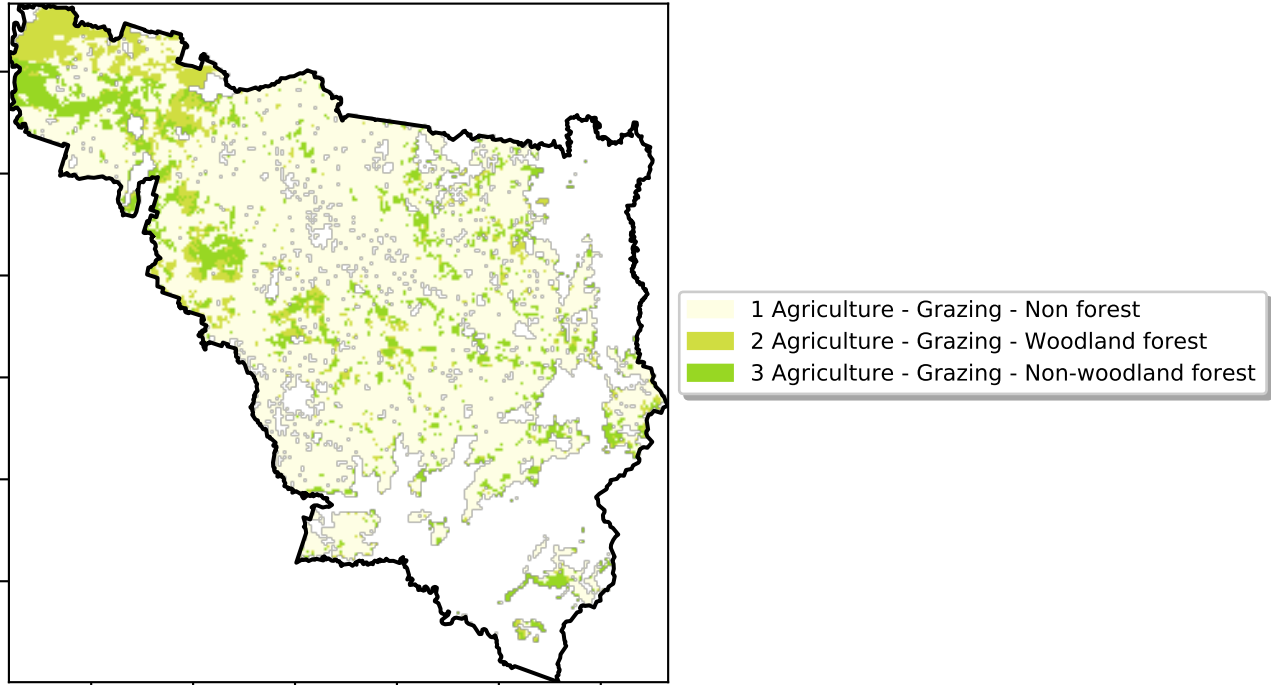 1 Agriculture - Grazing - Non forest
2 Agriculture - Grazing - Woodland forest
3 Agriculture - Grazing - Non-woodland forest